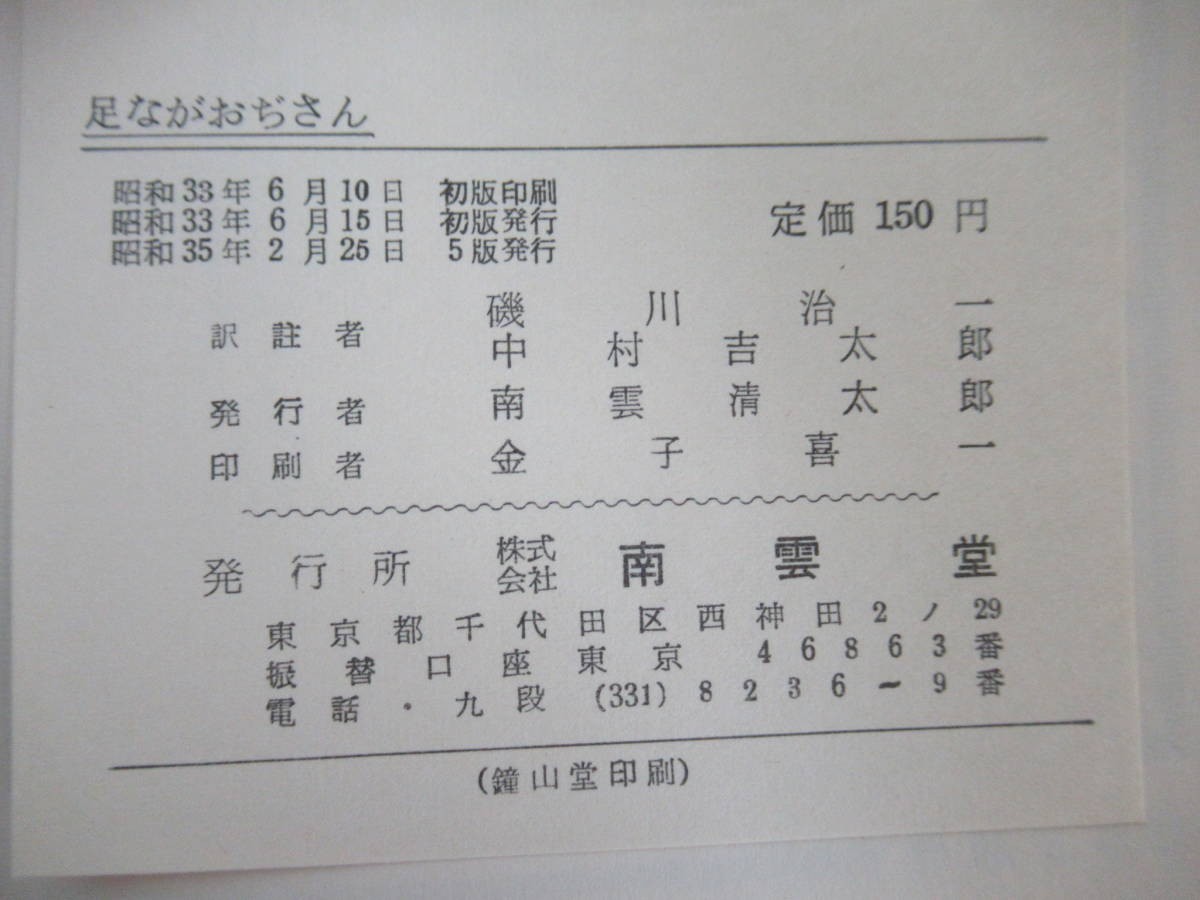 足ながおぢさん
昭和33年 6月10日 初版印刷
昭和33年 6月15日 初版発行
昭和35年 2月25日 5版発行
定価 150 円
訳註者 磯川治一
中村吉太郎
発行者 南雲清太郎
印刷者 金子喜一
発行所 株式会社 南雲堂
東京都千代田区西神田2ノ29
振替口座東京 46863番
電話・九段 (331) 8236~9番
(鐘山堂印刷)